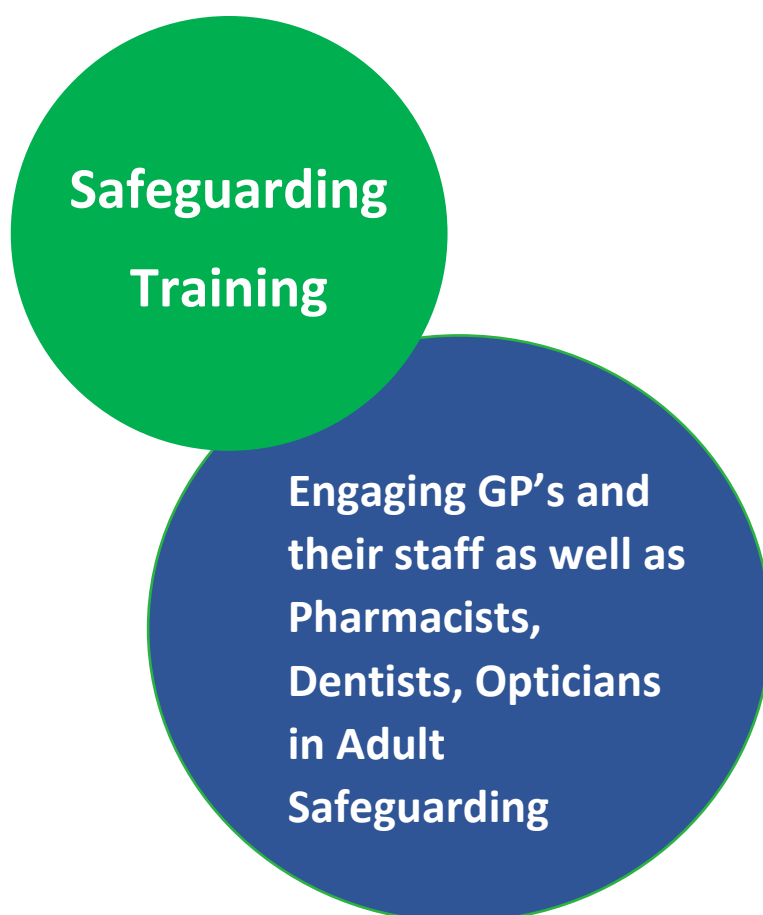 Safeguarding
Training
Engaging GP’s and
their staff as well as
Pharmacists,
Dentists, Opticians
in Adult
Safeguarding